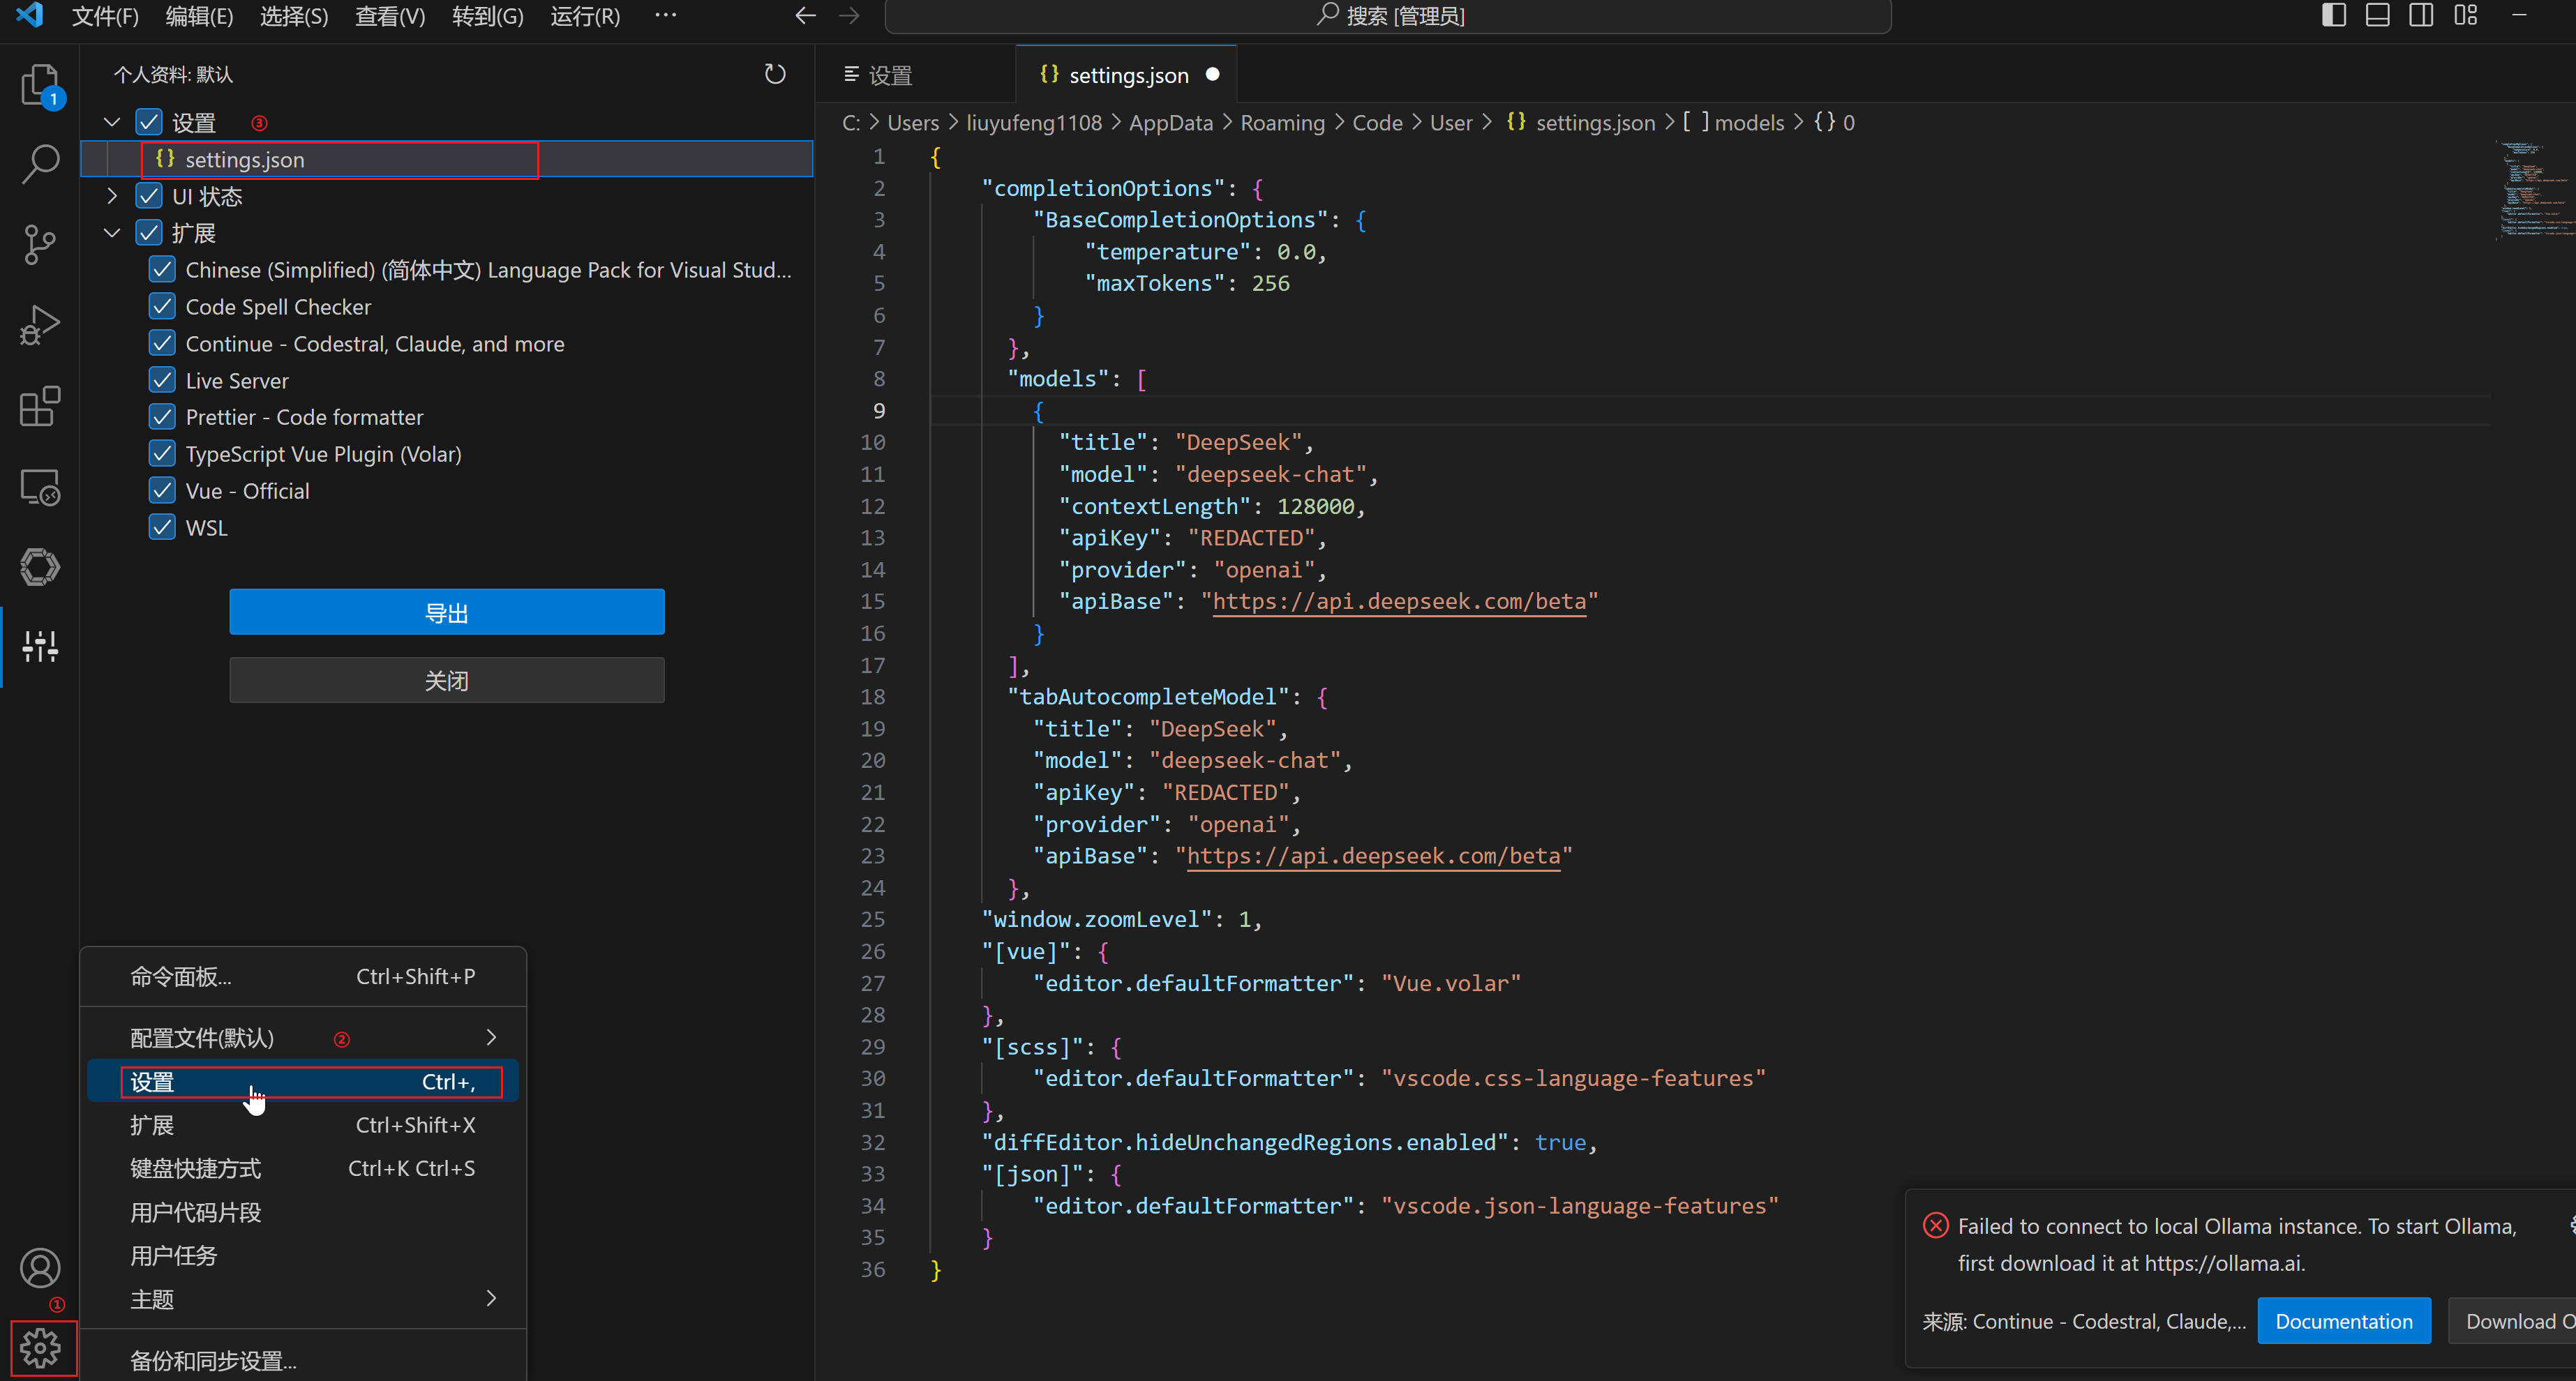 文件(F) 编辑(E) 选择(S) 查看(V) 转到(G) 运行(R) ···
搜索 [管理员]
1
个人资料: 默认
设置 ③
settings.json
UI 状态
扩展
Chinese (Simplified) (简体中文) Language Pack for Visual Stud...
Code Spell Checker
Continue - Codestral, Claude, and more
Live Server
Prettier - Code formatter
TypeScript Vue Plugin (Volar)
Vue - Official
WSL
导出
关闭
命令面板... Ctrl+Shift+P
配置文件(默认) ②
设置 Ctrl+,
扩展 Ctrl+Shift+X
键盘快捷方式 Ctrl+K Ctrl+S
用户代码片段
用户任务
主题
备份和同步设置...
①
设置 {} settings.json
C: > Users > liuyufeng1108 > AppData > Roaming > Code > User > {} settings.json > [ ] models > {} 0
1 {
2 "completionOptions": {
3 "BaseCompletionOptions": {
4 "temperature": 0.0,
5 "maxTokens": 256
6 }
7 },
8 "models": [
9 {
10 "title": "DeepSeek",
11 "model": "deepseek-chat",
12 "contextLength": 128000,
13 "apiKey": "REDACTED",
14 "provider": "openai",
15 "apiBase": "https://api.deepseek.com/beta"
16 }
17 ],
18 "tabAutocompleteModel": {
19 "title": "DeepSeek",
20 "model": "deepseek-chat",
21 "apiKey": "REDACTED",
22 "provider": "openai",
23 "apiBase": "https://api.deepseek.com/beta"
24 },
25 "window.zoomLevel": 1,
26 "[vue]": {
27 "editor.defaultFormatter": "Vue.volar"
28 },
29 "[scss]": {
30 "editor.defaultFormatter": "vscode.css-language-features"
31 },
32 "diffEditor.hideUnchangedRegions.enabled": true,
33 "[json]": {
34 "editor.defaultFormatter": "vscode.json-language-features"
35 }
36 }
Failed to connect to local Ollama instance. To start Ollama,
first download it at https://ollama.ai.
来源: Continue - Codestral, Claude,... Documentation Download O